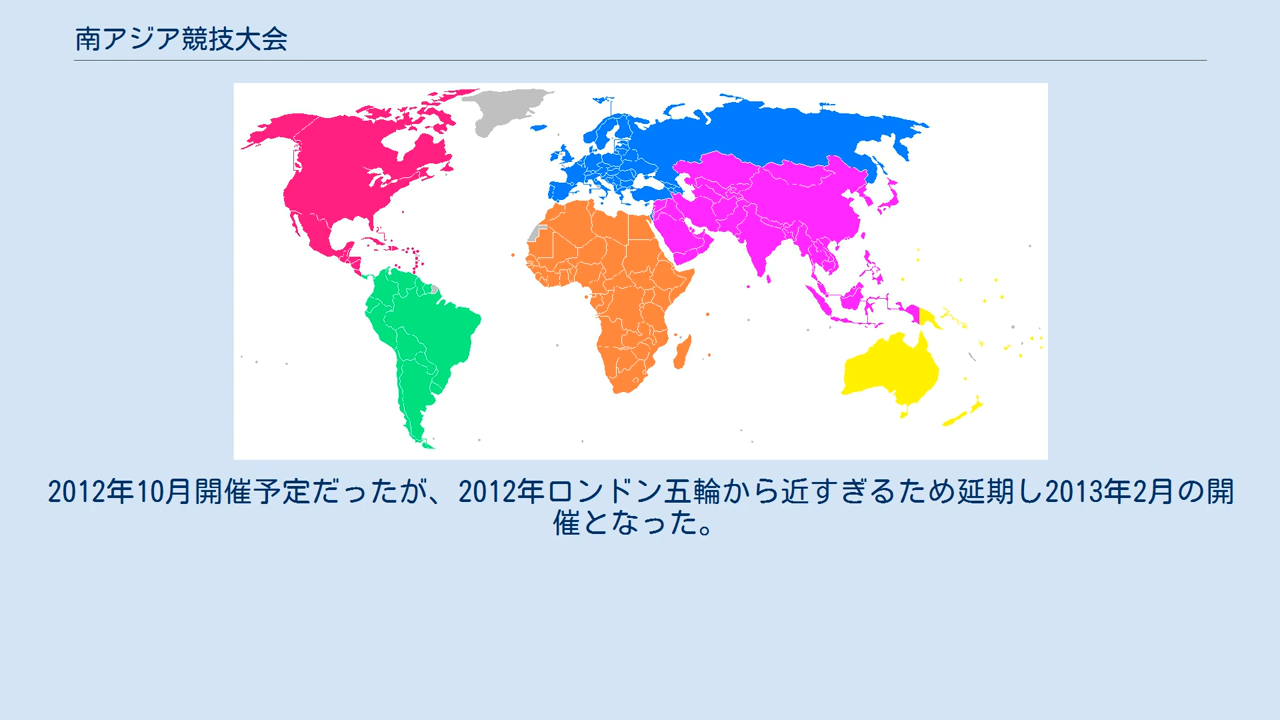 南アジア競技大会
2012年10月開催予定だったが、2012年ロンドン五輪から近すぎるため延期し2013年2月の開
催となった。